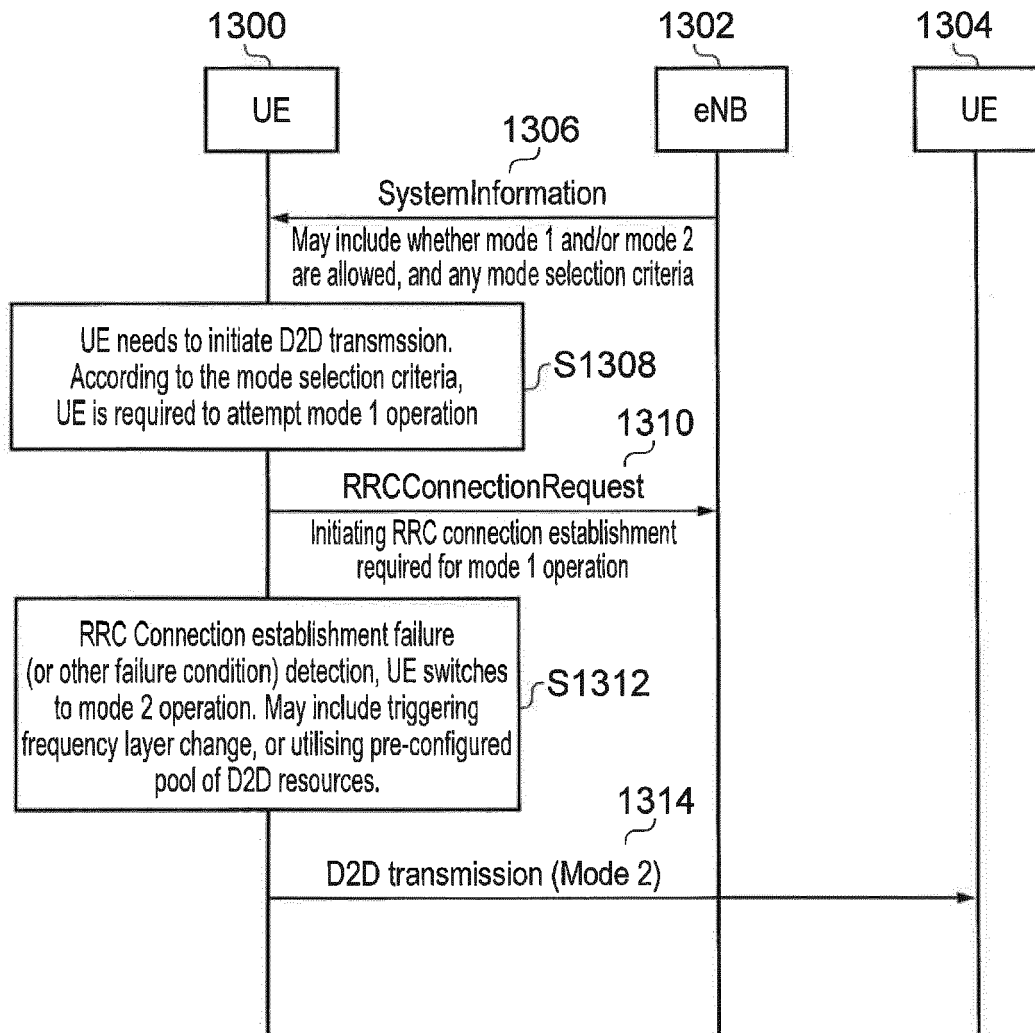 1300
1302
1304
UE
eNB
UE
1306
SystemInformation
May include whether mode 1 and/or mode 2
are allowed, and any mode selection criteria
UE needs to initiate D2D transmssion.
According to the mode selection criteria,
UE is required to attempt mode 1 operation
S1308
1310
RRCConnectionRequest
Initiating RRC connection establishment
required for mode 1 operation
RRC Connection establishment failure
(or other failure condition) detection, UE switches
to mode 2 operation. May include triggering
frequency layer change, or utilising pre-configured
pool of D2D resources.
S1312
1314
D2D transmission (Mode 2)